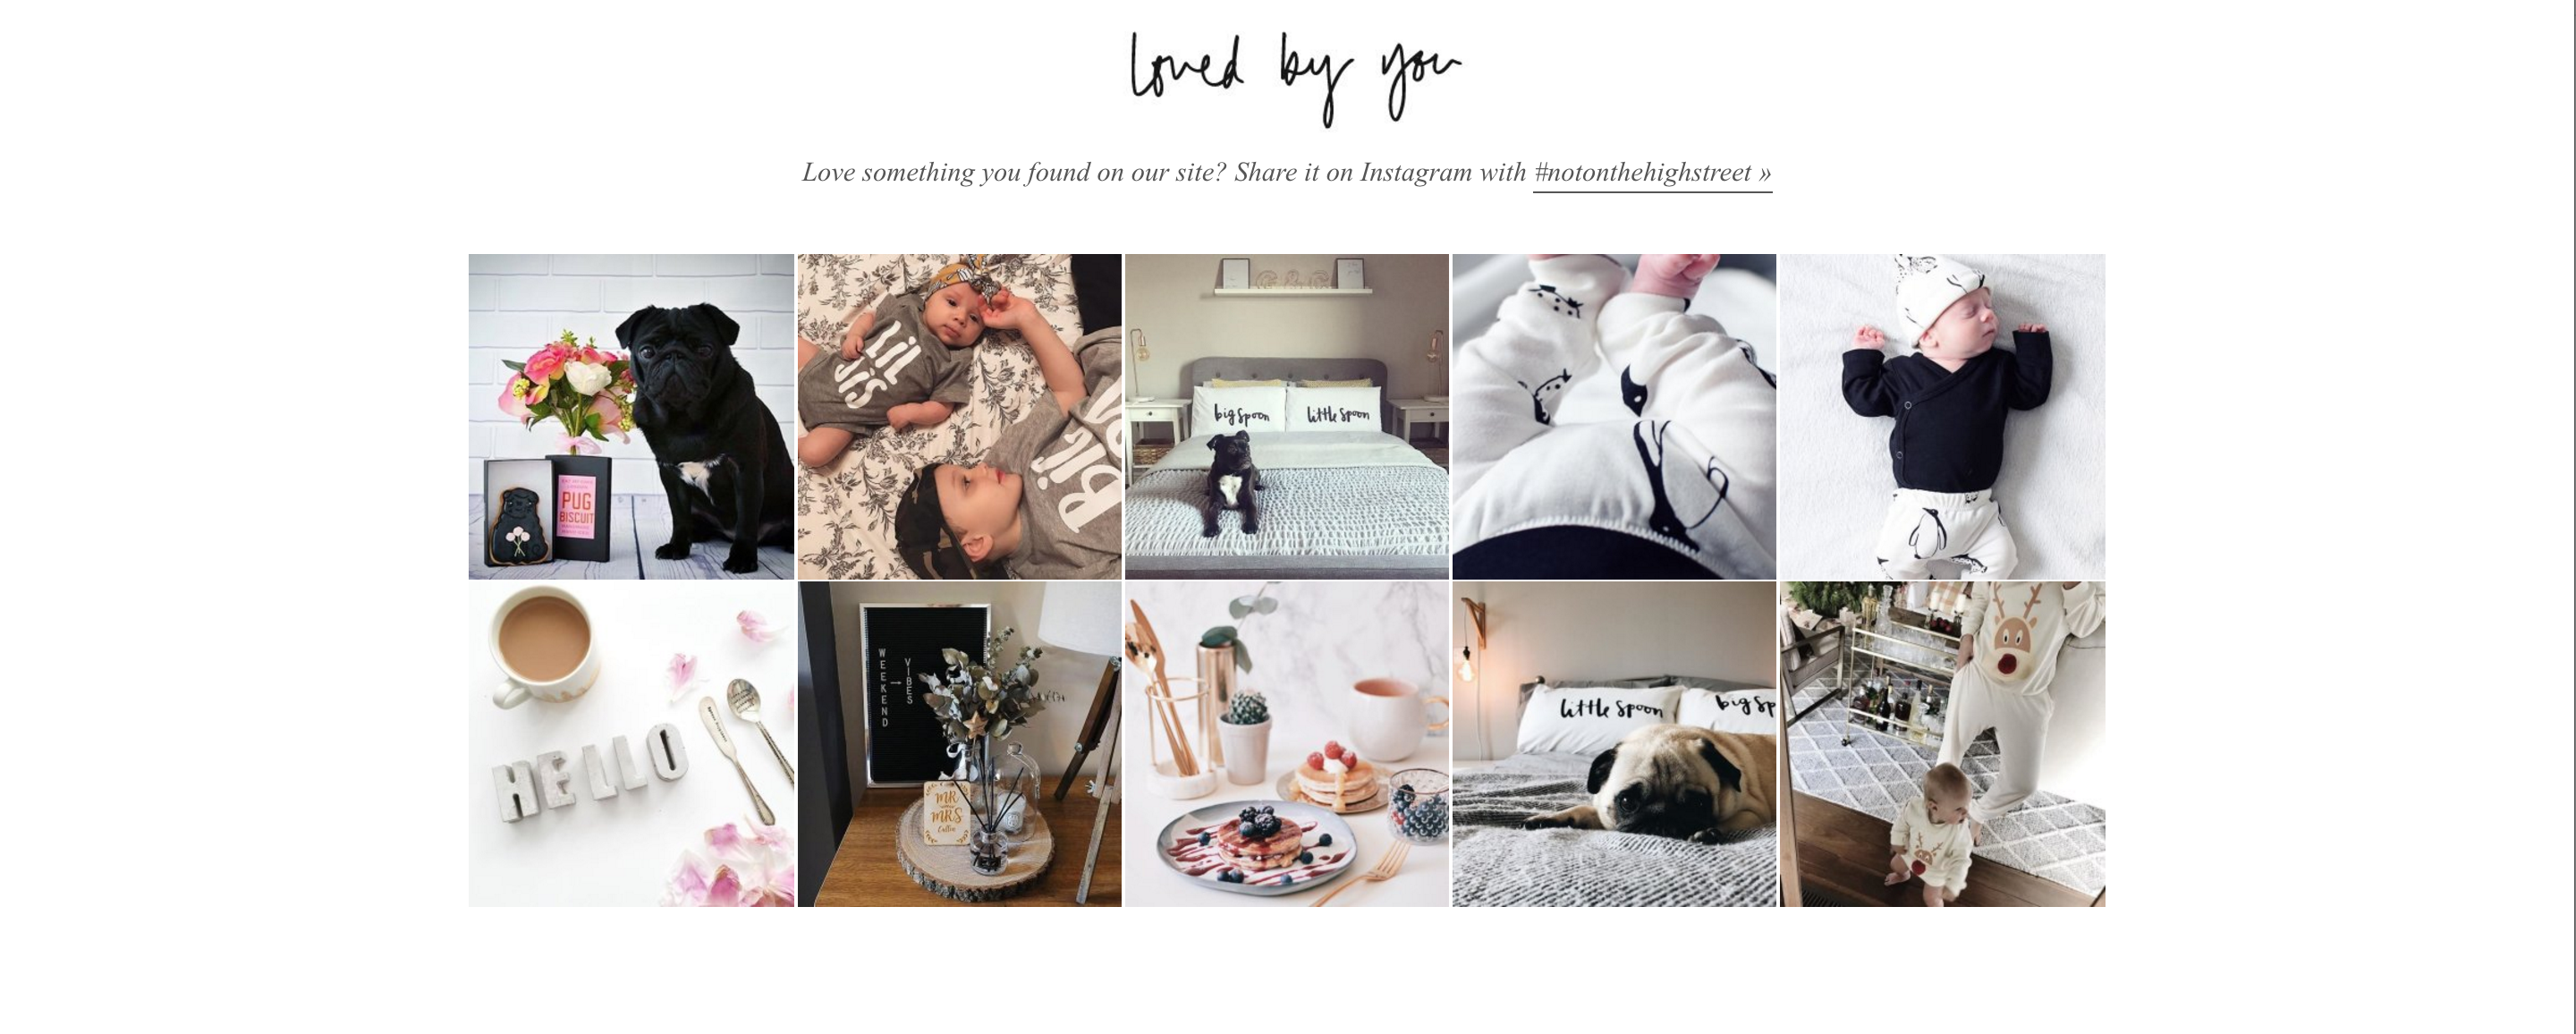 loved by you
Love something you found on our site? Share it on Instagram with #notonthehighstreet »
PUG
BISCUIT
LIL
SiS
BiG
big spoon
little spoon
HELLO
WEEKEND
→
VIBES
MR
MRS
little spoon
big sp